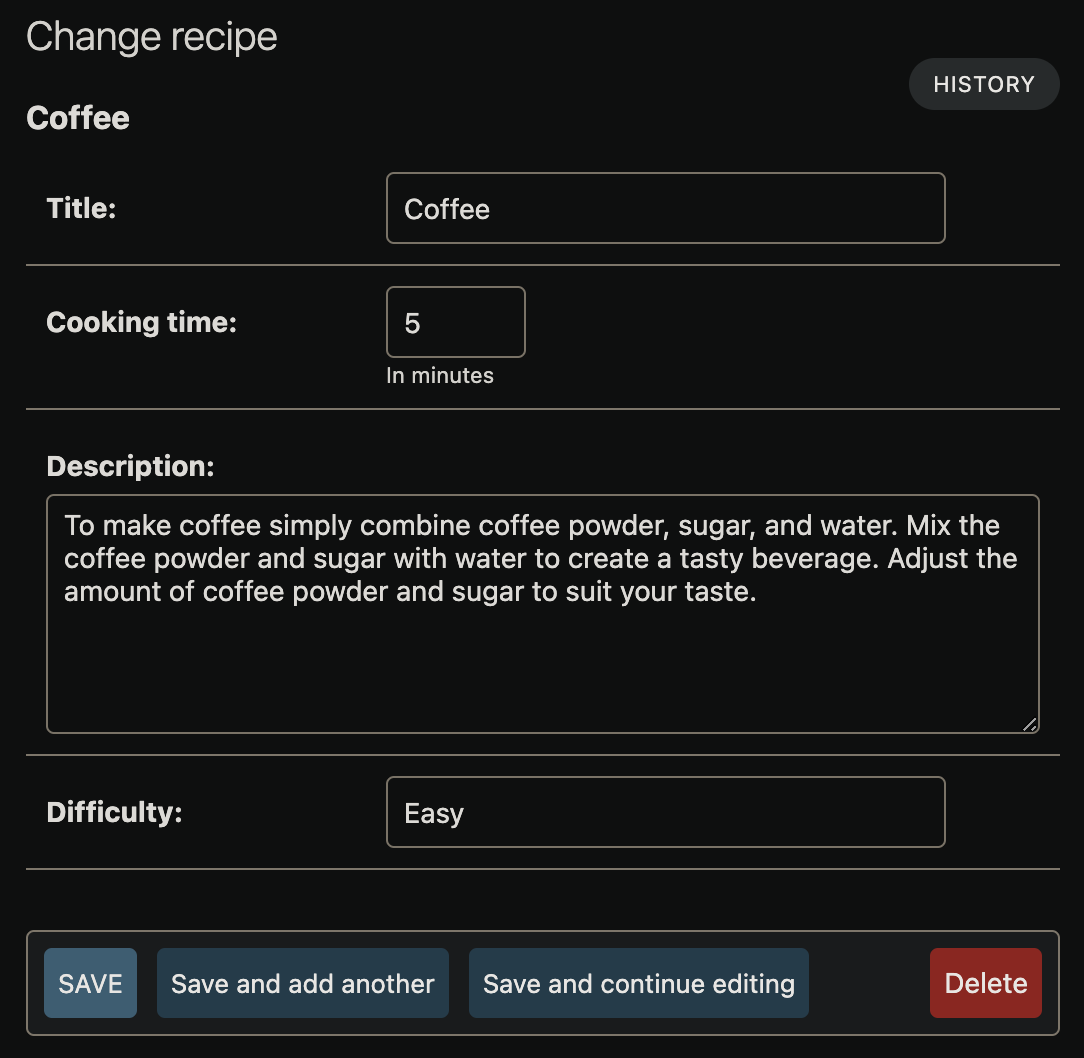 Change recipe
HISTORY
Coffee
Title:
Coffee
Cooking time:
5
In minutes
Description:
To make coffee simply combine coffee powder, sugar, and water. Mix the
coffee powder and sugar with water to create a tasty beverage. Adjust the
amount of coffee powder and sugar to suit your taste.
Difficulty:
Easy
SAVE
Save and add another
Save and continue editing
Delete